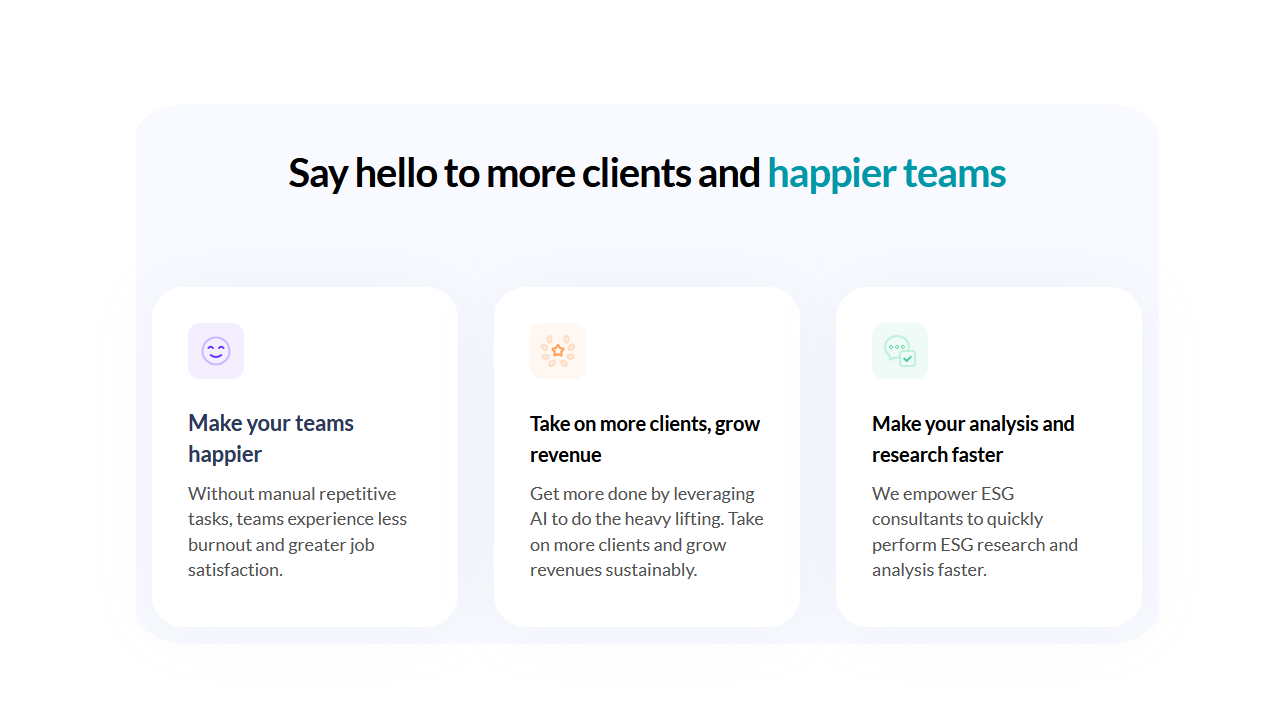 Say hello to more clients and happier teams
Make your teams
happier
Without manual repetitive
tasks, teams experience less
burnout and greater job
satisfaction.
Take on more clients, grow
revenue
Get more done by leveraging
AI to do the heavy lifting. Take
on more clients and grow
revenues sustainably.
Make your analysis and
research faster
We empower ESG
consultants to quickly
perform ESG research and
analysis faster.